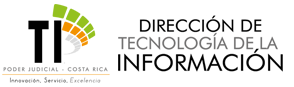 TI
PODER JUDICIAL - COSTA RICA
Innovación, Servicio, Excelencia
DIRECCIÓN DE
TECNOLOGÍA DE LA
INFORMACIÓN